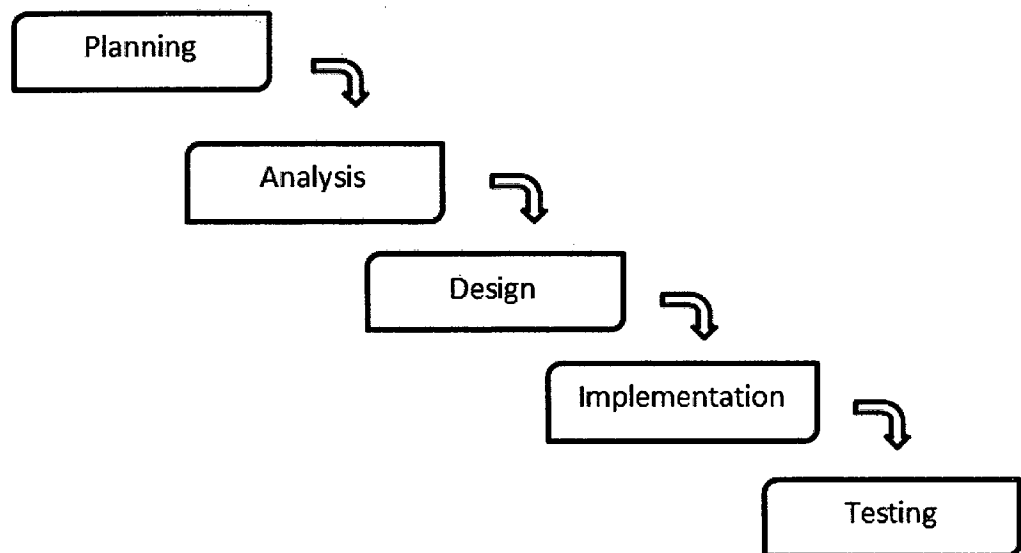 Planning
Analysis
Design
Implementation
Testing